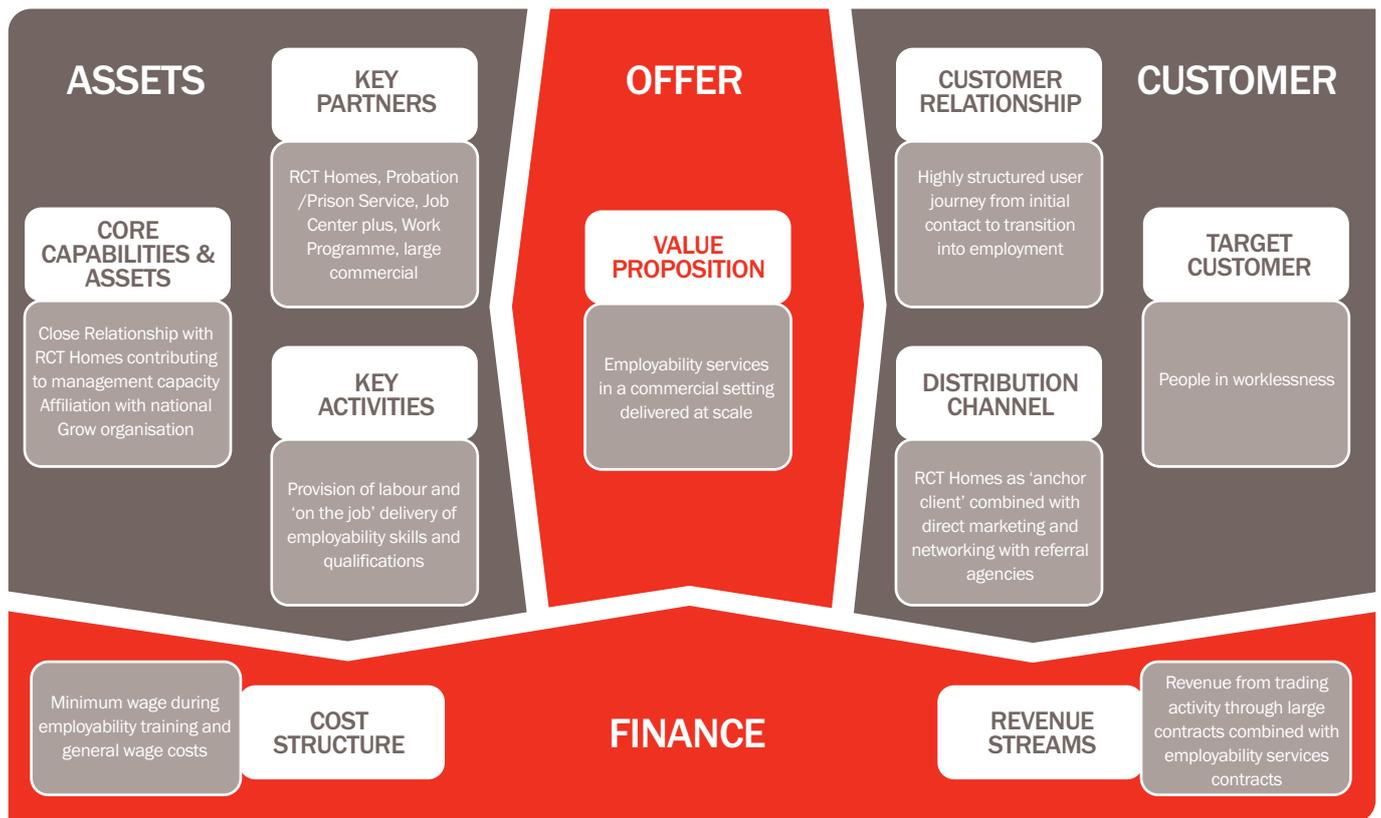 ASSETS
KEY
PARTNERS
RCT Homes, Probation
/Prison Service, Job
Center plus, Work
Programme, large
commercial
CORE
CAPABILITIES &
ASSETS
Close Relationship with
RCT Homes contributing
to management capacity
Affiliation with national
Grow organisation
KEY
ACTIVITIES
Provision of labour and
‘on the job’ delivery of
employability skills and
qualifications
OFFER
VALUE
PROPOSITION
Employability services
in a commercial setting
delivered at scale
CUSTOMER
RELATIONSHIP
Highly structured user
journey from initial
contact to transition
into employment
DISTRIBUTION
CHANNEL
RCT Homes as ‘anchor
client’ combined with
direct marketing and
networking with referral
agencies
CUSTOMER
TARGET
CUSTOMER
People in worklessness
Minimum wage during
employability training and
general wage costs
COST
STRUCTURE
FINANCE
REVENUE
STREAMS
Revenue from trading
activity through large
contracts combined with
employability services
contracts